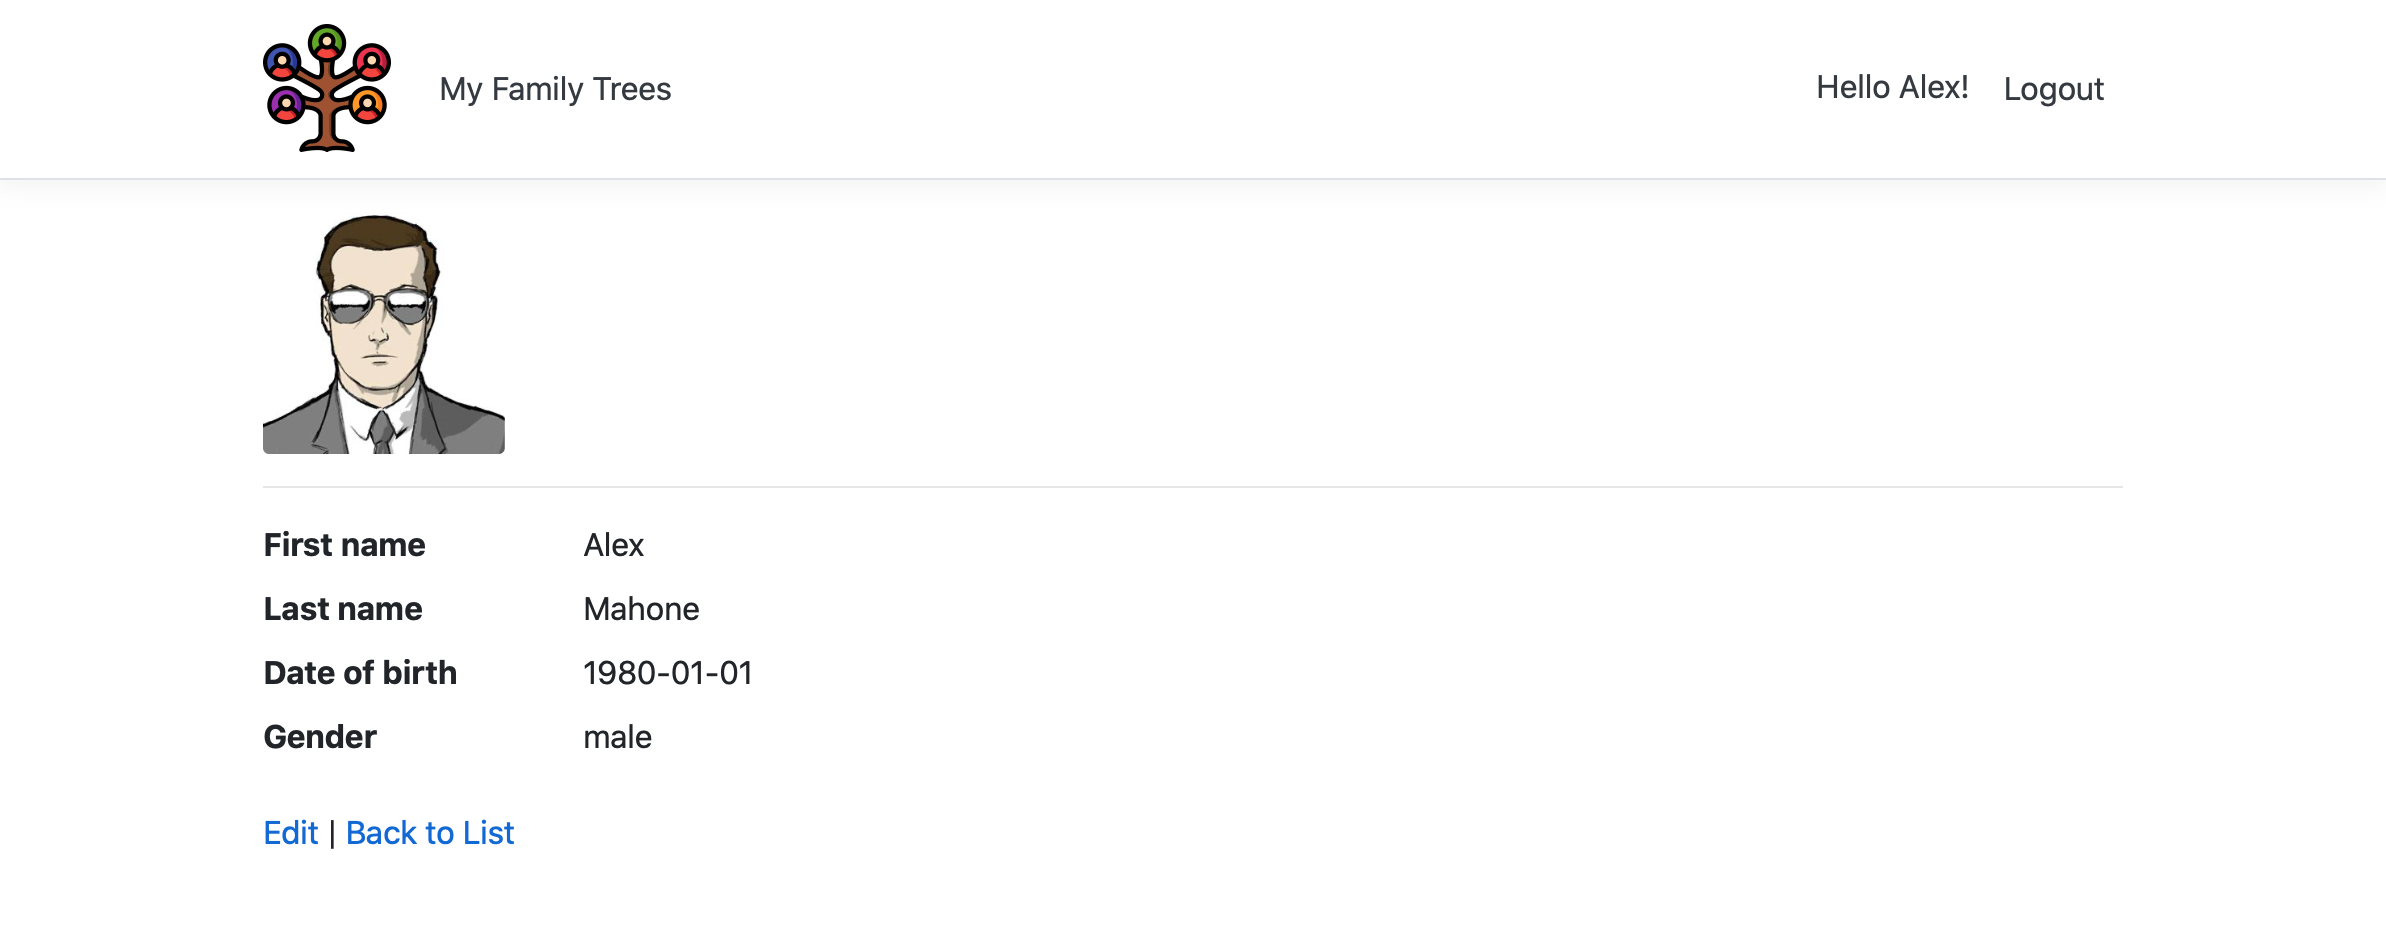 My Family Trees
Hello Alex! Logout
First name Alex
Last name Mahone
Date of birth 1980-01-01
Gender male
Edit | Back to List